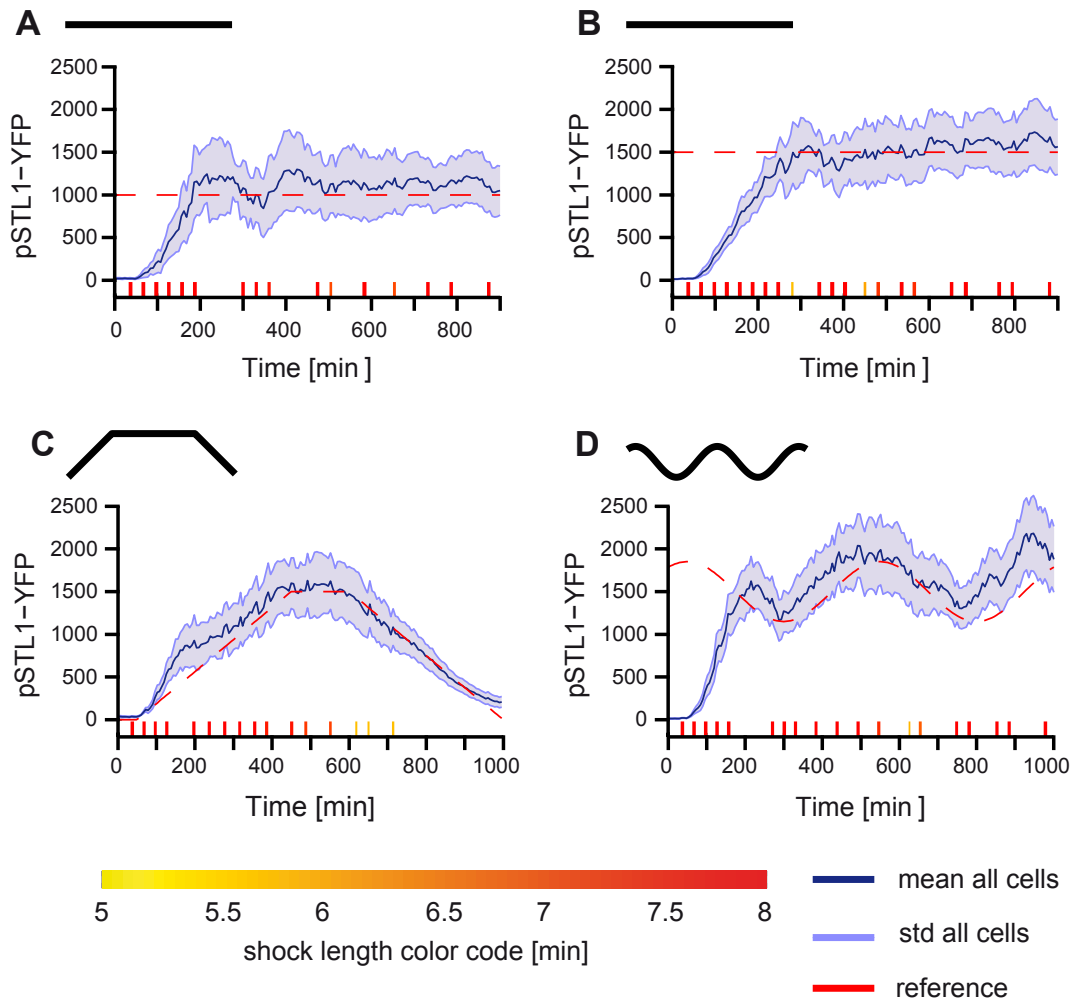 A
B
2500
2000
1500
1000
500
0
pSTL1−YFP
0 200 400 600 800
Time [min ]
2500
2000
1500
1000
500
0
pSTL1−YFP
0 200 400 600 800
Time [min ]
C
D
2500
2000
1500
1000
500
0
pSTL1−YFP
0 200 400 600 800 1000
Time [min]
2500
2000
1500
1000
500
0
pSTL1−YFP
0 200 400 600 800 1000
Time [min ]
5 5.5 6 6.5 7 7.5 8
shock length color code [min]
mean all cells
std all cells
reference